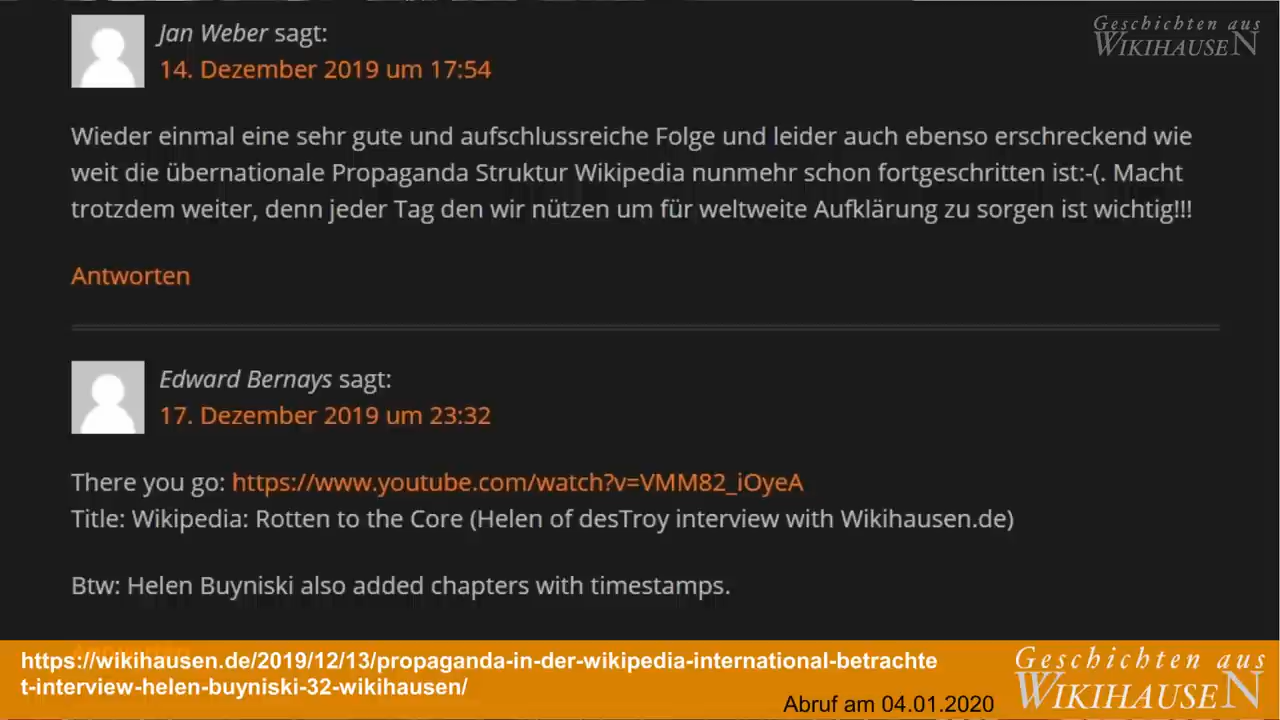 Geschichten aus
WIKIHAUSEN
Jan Weber sagt:
14. Dezember 2019 um 17:54
Wieder einmal eine sehr gute und aufschlussreiche Folge und leider auch ebenso erschreckend wie
weit die übernationale Propaganda Struktur Wikipedia nunmehr schon fortgeschritten ist:-(. Macht
trotzdem weiter, denn jeder Tag den wir nützen um für weltweite Aufklärung zu sorgen ist wichtig!!!
Antworten
Edward Bernays sagt:
17. Dezember 2019 um 23:32
There you go: https://www.youtube.com/watch?v=VMM82_iOyeA
Title: Wikipedia: Rotten to the Core (Helen of desTroy interview with Wikihausen.de)
Btw: Helen Buyniski also added chapters with timestamps.
https://wikihausen.de/2019/12/13/propaganda-in-der-wikipedia-international-betrachte
t-interview-helen-buyniski-32-wikihausen/
Abruf am 04.01.2020
Geschichten aus
WIKIHAUSEN